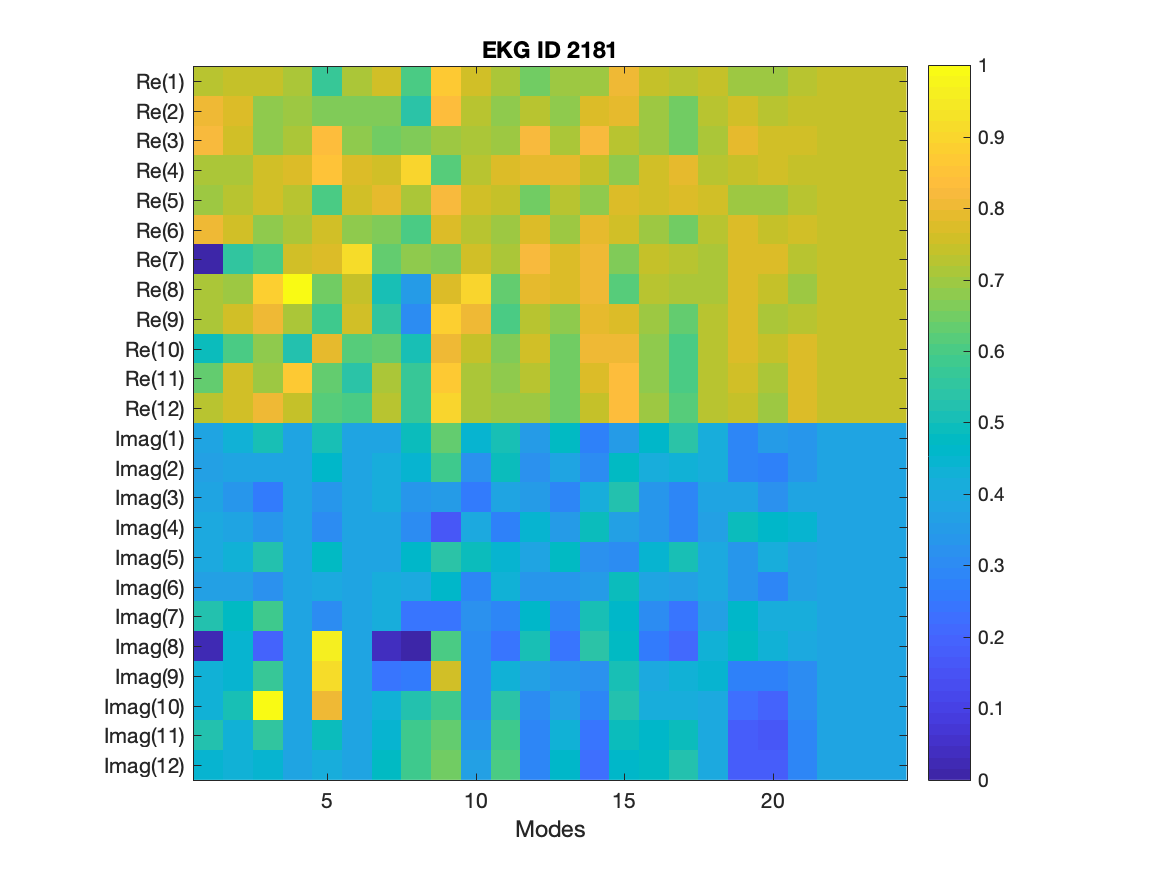 EKG ID 2181
Re(1)
Re(2)
Re(3)
Re(4)
Re(5)
Re(6)
Re(7)
Re(8)
Re(9)
Re(10)
Re(11)
Re(12)
Imag(1)
Imag(2)
Imag(3)
Imag(4)
Imag(5)
Imag(6)
Imag(7)
Imag(8)
Imag(9)
Imag(10)
Imag(11)
Imag(12)
5 10 15 20
Modes
1
0.9
0.8
0.7
0.6
0.5
0.4
0.3
0.2
0.1
0